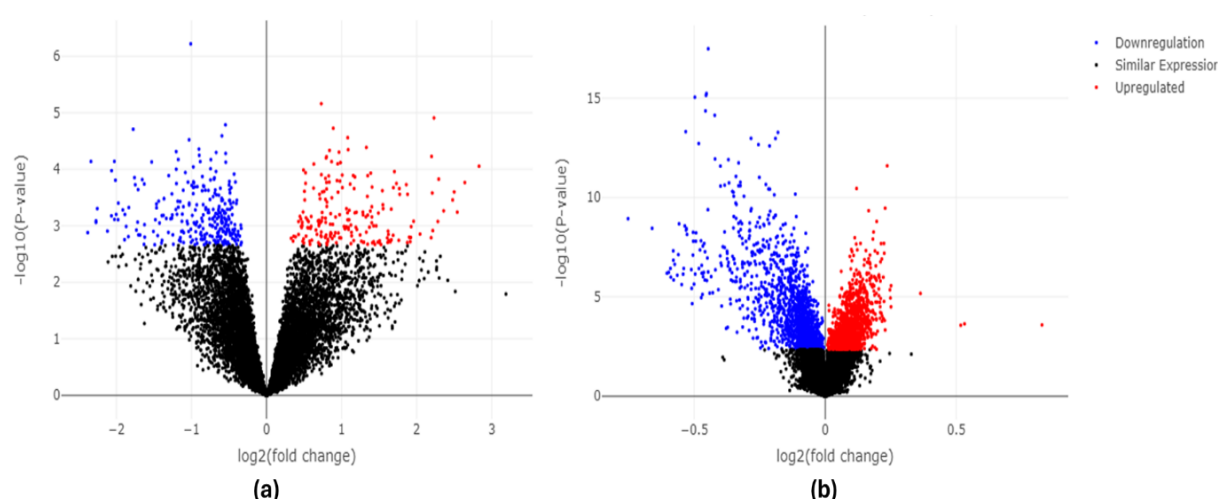 6
5
4
3
2
1
0
-log10(P-value)
−2
−1
0
1
2
3
log2(fold change)
(a)
15
10
5
0
-log10(P-value)
−0.5
0
0.5
log2(fold change)
(b)
Downregulation
Similar Expression
Upregulated